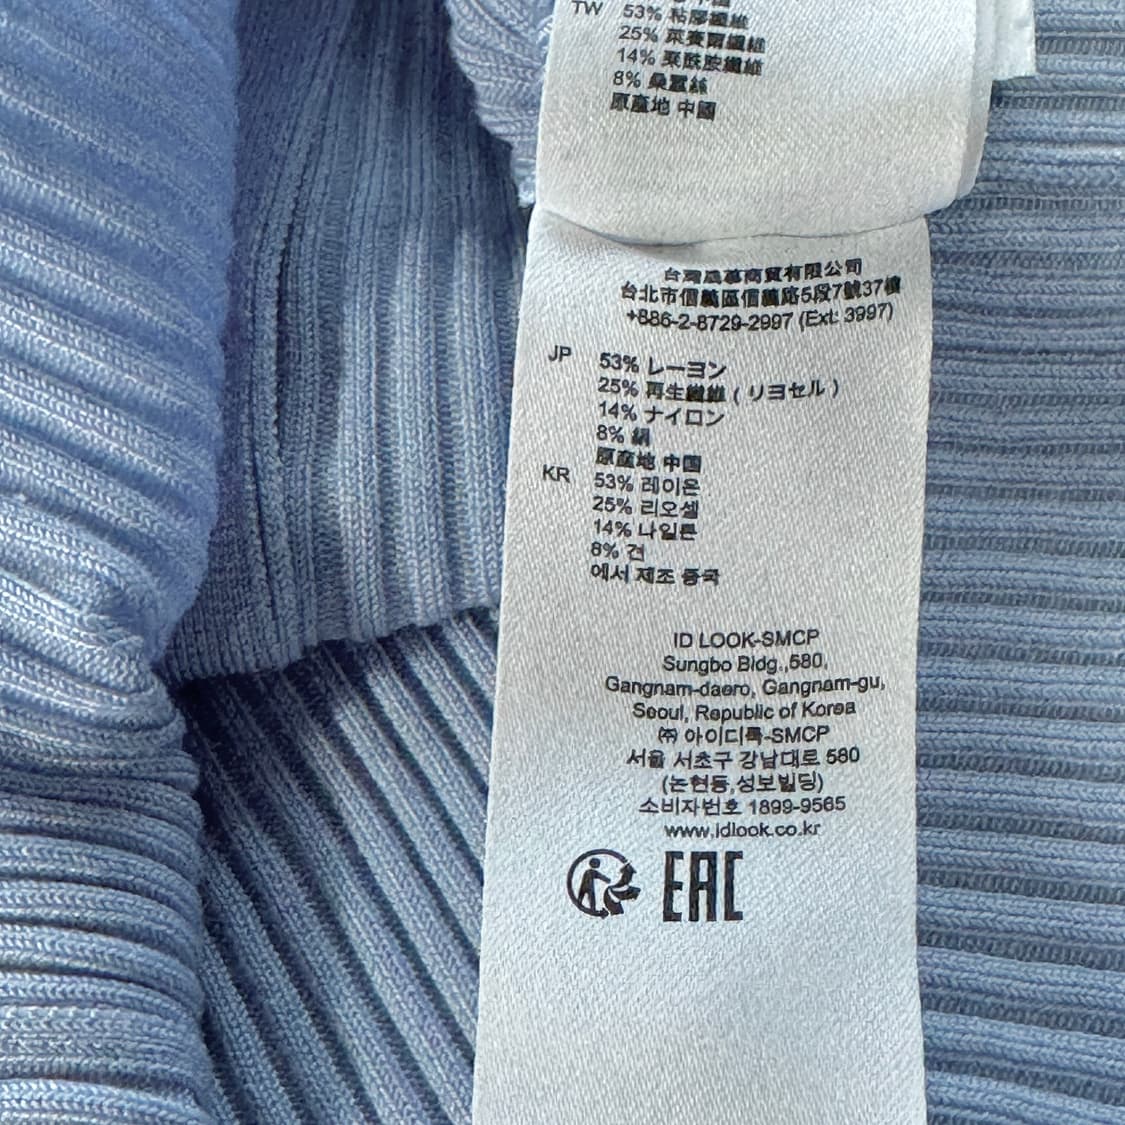 TW
53% 粘膠纖維
25% 萊賽爾纖維
14% 聚酰胺纖維
8% 桑蠶絲
原產地 中國
台灣晟慕商貿有限公司
台北市信義區信義路5段7號37樓
+886-2-8729-2997 (Ext: 3997)
JP
53% レーヨン
25% 再生繊維 ( リヨセル )
14% ナイロン
8% 絹
原産地 中国
KR
53% 레이온
25% 리오셀
14% 나일론
8% 견
에서 제조 중국
ID LOOK-SMCP
Sungbo Bldg.,580,
Gangnam-daero, Gangnam-gu,
Seoul, Republic of Korea
㈜ 아이디룩-SMCP
서울 서초구 강남대로 580
(논현동,성보빌딩)
소비자번호 1899-9565
www.idlook.co.kr
EAC